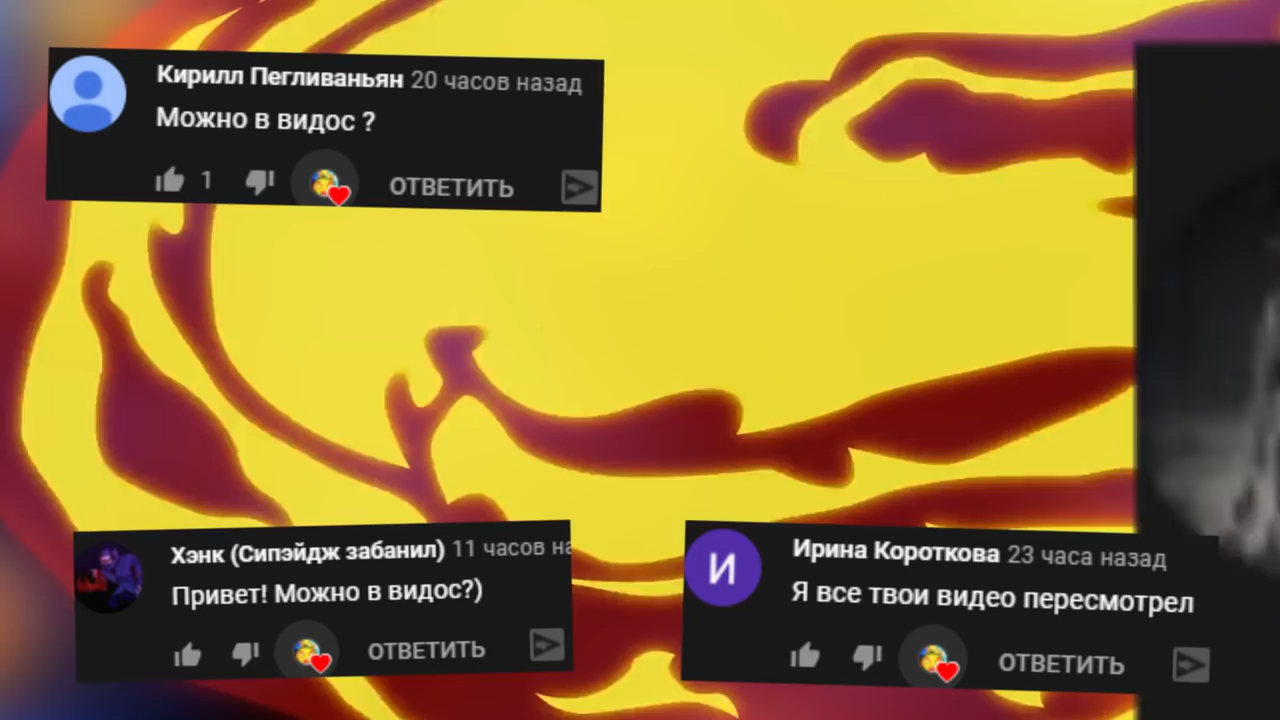 Кирилл Пегливаньян 20 часов назад
Можно в видос ?
1 ОТВЕТИТЬ
Хэнк (Сипэйдж забанил) 11 часов на
Привет! Можно в видос?)
ОТВЕТИТЬ
И
Ирина Короткова 23 часа назад
Я все твои видео пересмотрел
ОТВЕТИТЬ